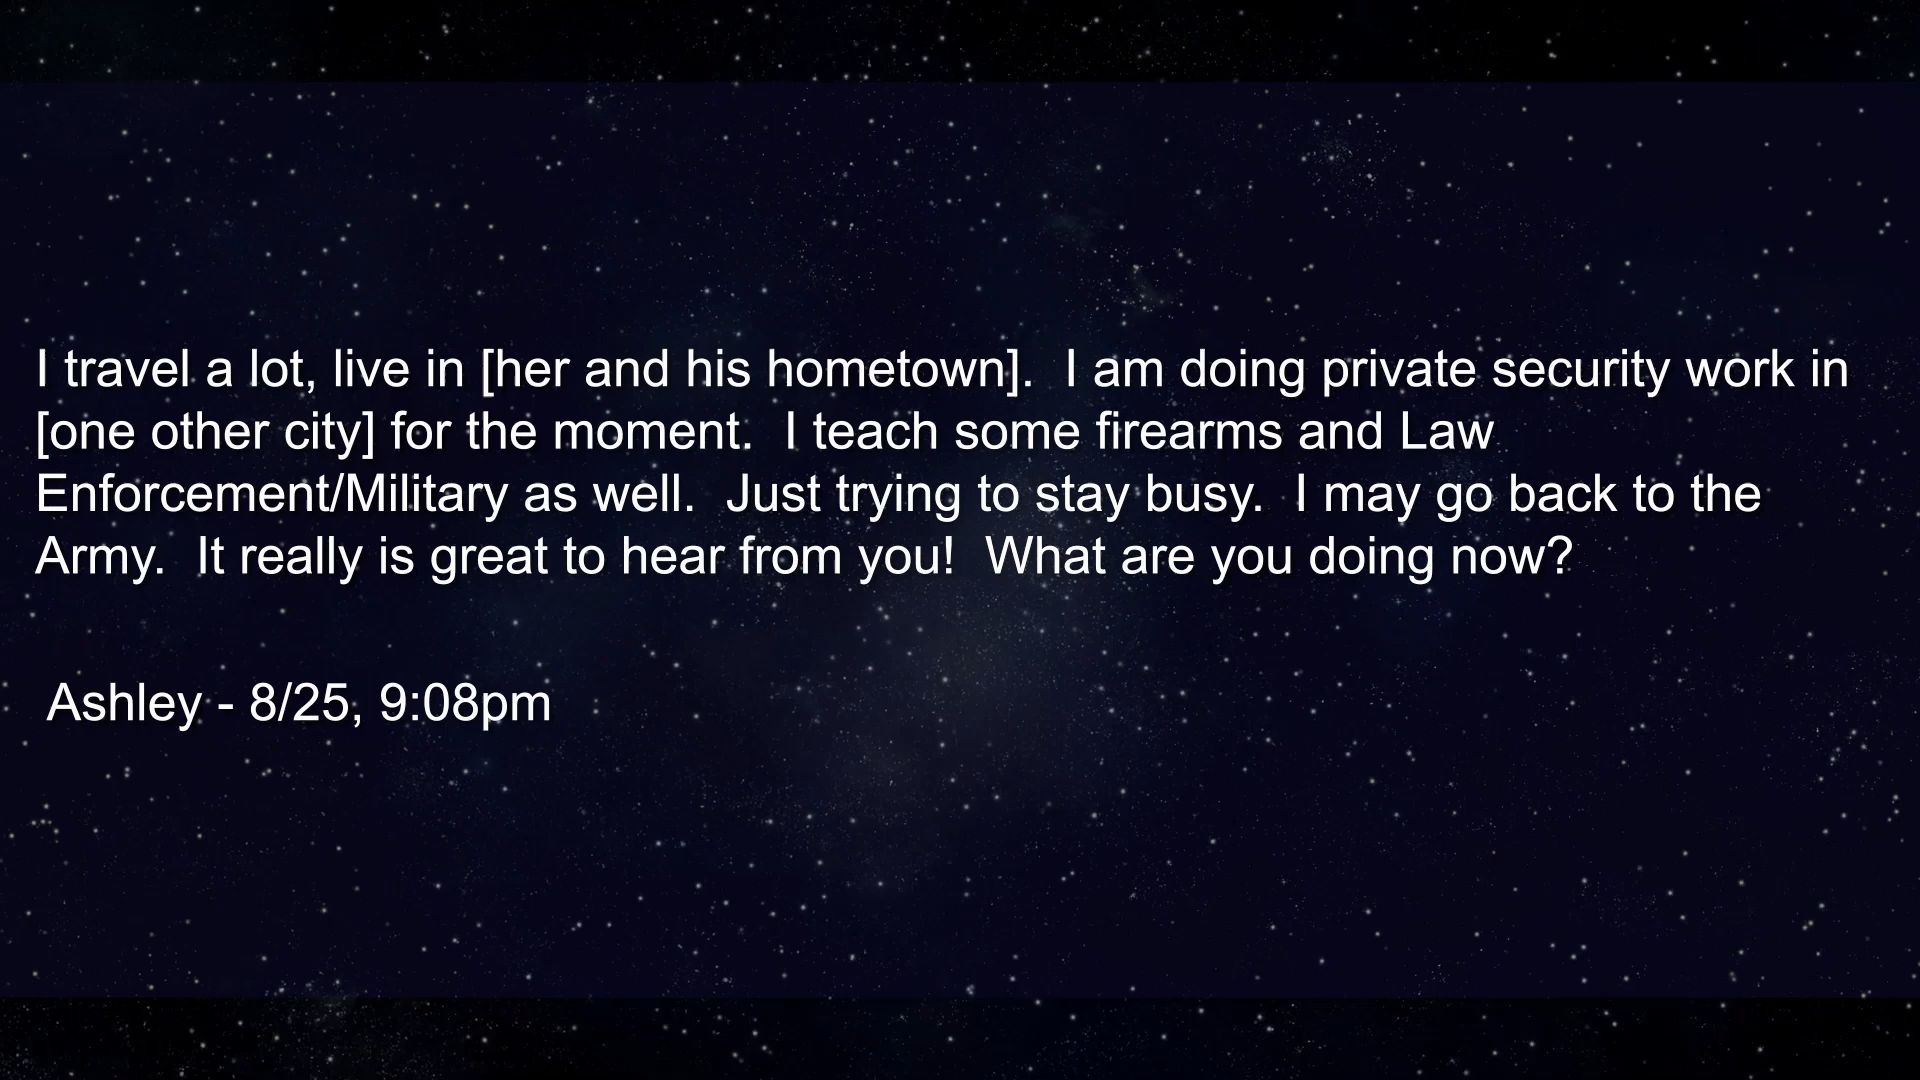 I travel a lot, live in [her and his hometown].  I am doing private security work in
[one other city] for the moment.  I teach some firearms and Law
Enforcement/Military as well.  Just trying to stay busy.  I may go back to the
Army.  It really is great to hear from you!  What are you doing now?
Ashley - 8/25, 9:08pm